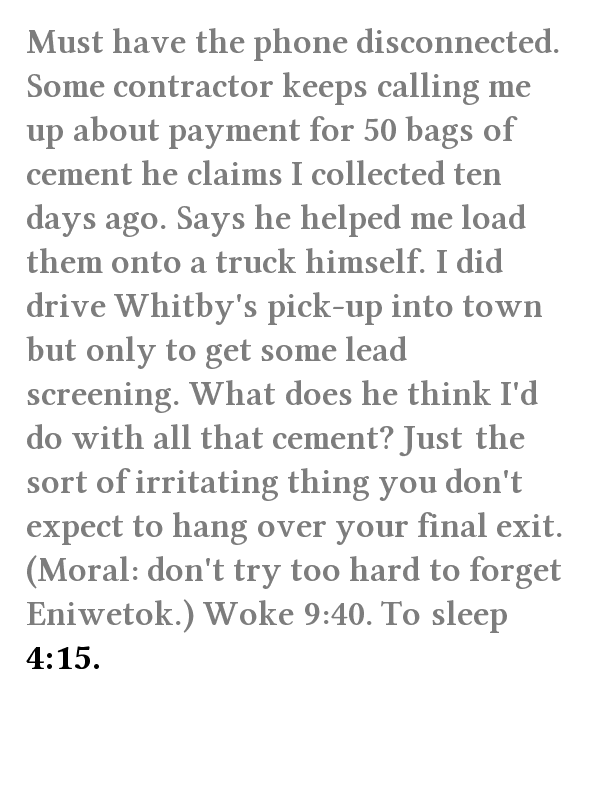 Must have the phone disconnected.
Some contractor keeps calling me
up about payment for 50 bags of
cement he claims I collected ten
days ago. Says he helped me load
them onto a truck himself. I did
drive Whitby's pick-up into town
but only to get some lead
screening. What does he think I'd
do with all that cement? Just the
sort of irritating thing you don't
expect to hang over your final exit.
(Moral: don't try too hard to forget
Eniwetok.) Woke 9:40. To sleep
4:15.